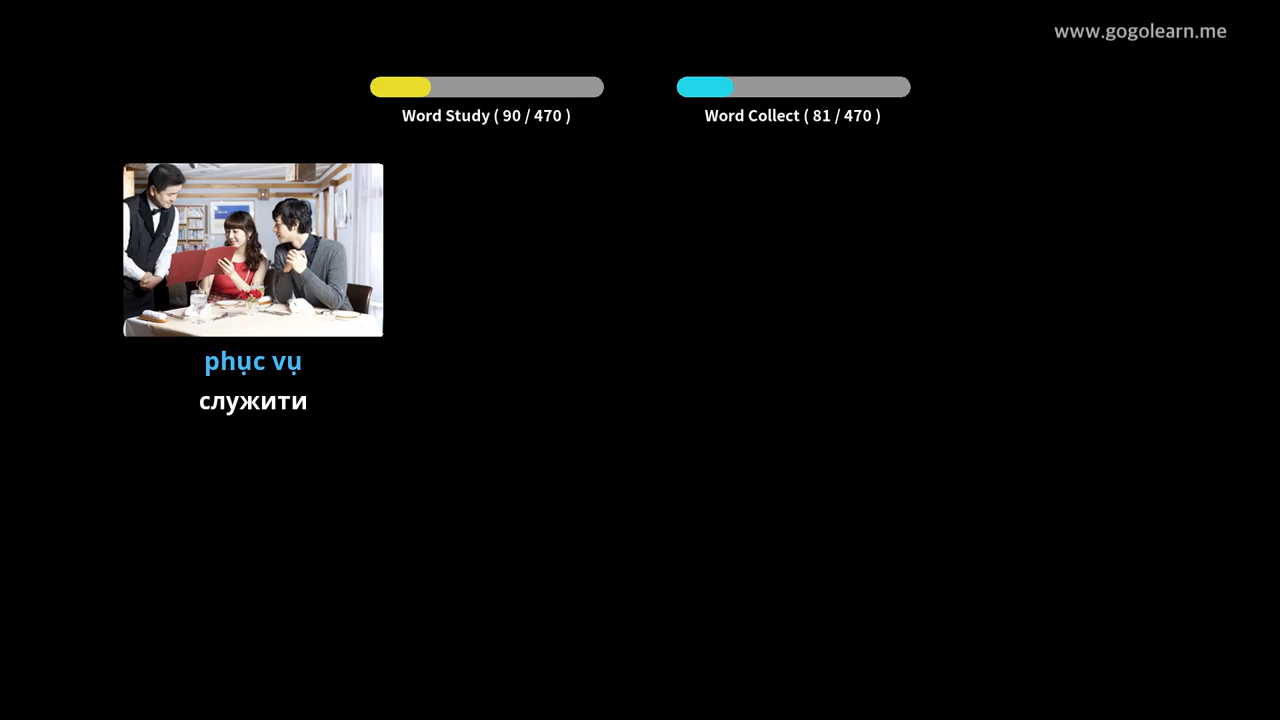 www.gogolearn.me
Word Study ( 90 / 470 )
Word Collect ( 81 / 470 )
phục vụ
служити